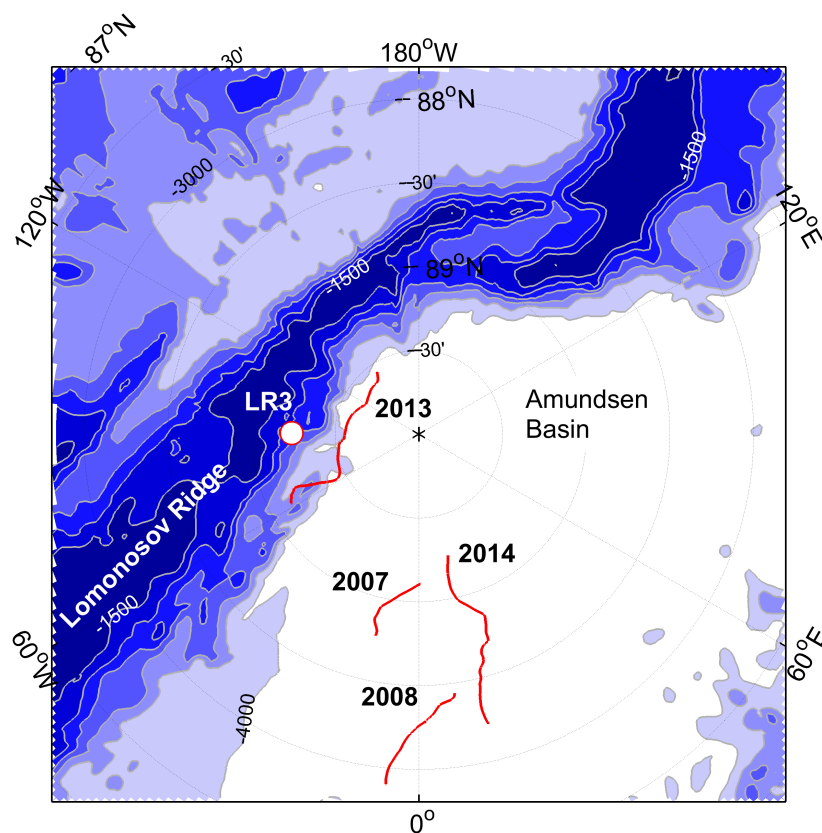 87°N
30'
180°W
88°N
-1500
-3000
30'
120°W
120°E
-1500
89°N
30'
LR3
2013
Amundsen
Basin
Lomonosov Ridge
2014
2007
-1500
60°W
60°E
2008
-4000
0°